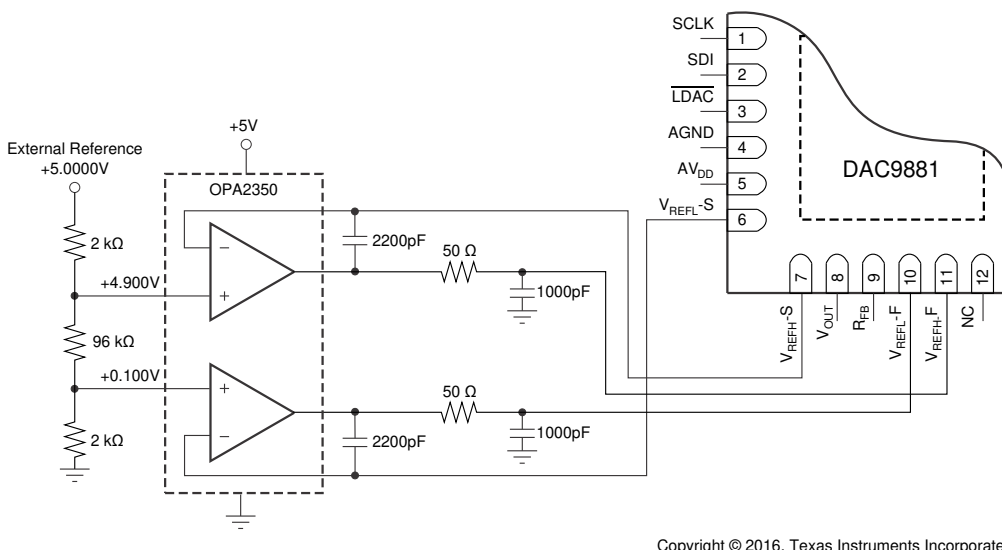 External Reference
+5.0000V
2 kΩ
+4.900V
96 kΩ
+0.100V
2 kΩ
+5V
OPA2350
−
+
+
−
2200pF
50 Ω
1000pF
50 Ω
2200pF
1000pF
SCLK
1
SDI
2
LDAC
3
AGND
4
AVDD
5
VREFL-S
6
DAC9881
7
8
9
10
11
12
VREFH-S
VOUT
RFB
VREFL-F
VREFH-F
NC
Copyright © 2016, Texas Instruments Incorporate